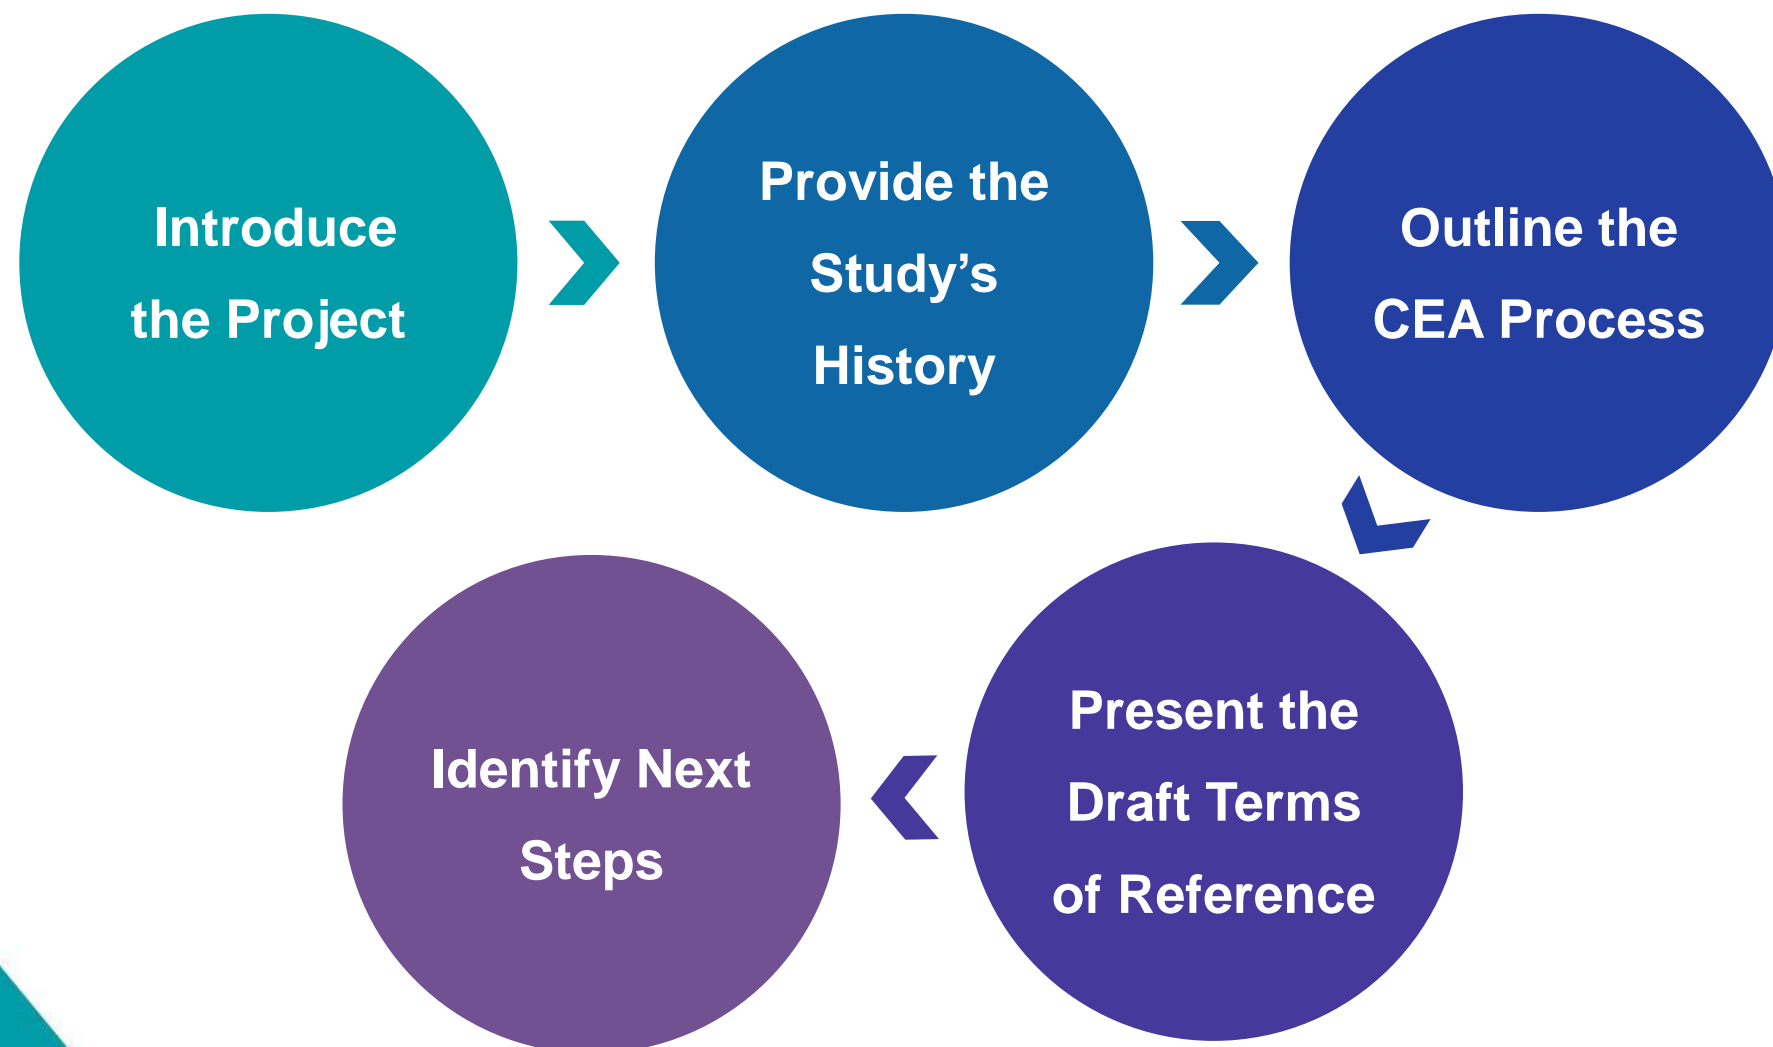 Introduce
the Project
Provide the
Study’s
History
Outline the
CEA Process
Present the
Draft Terms
of Reference
Identify Next
Steps